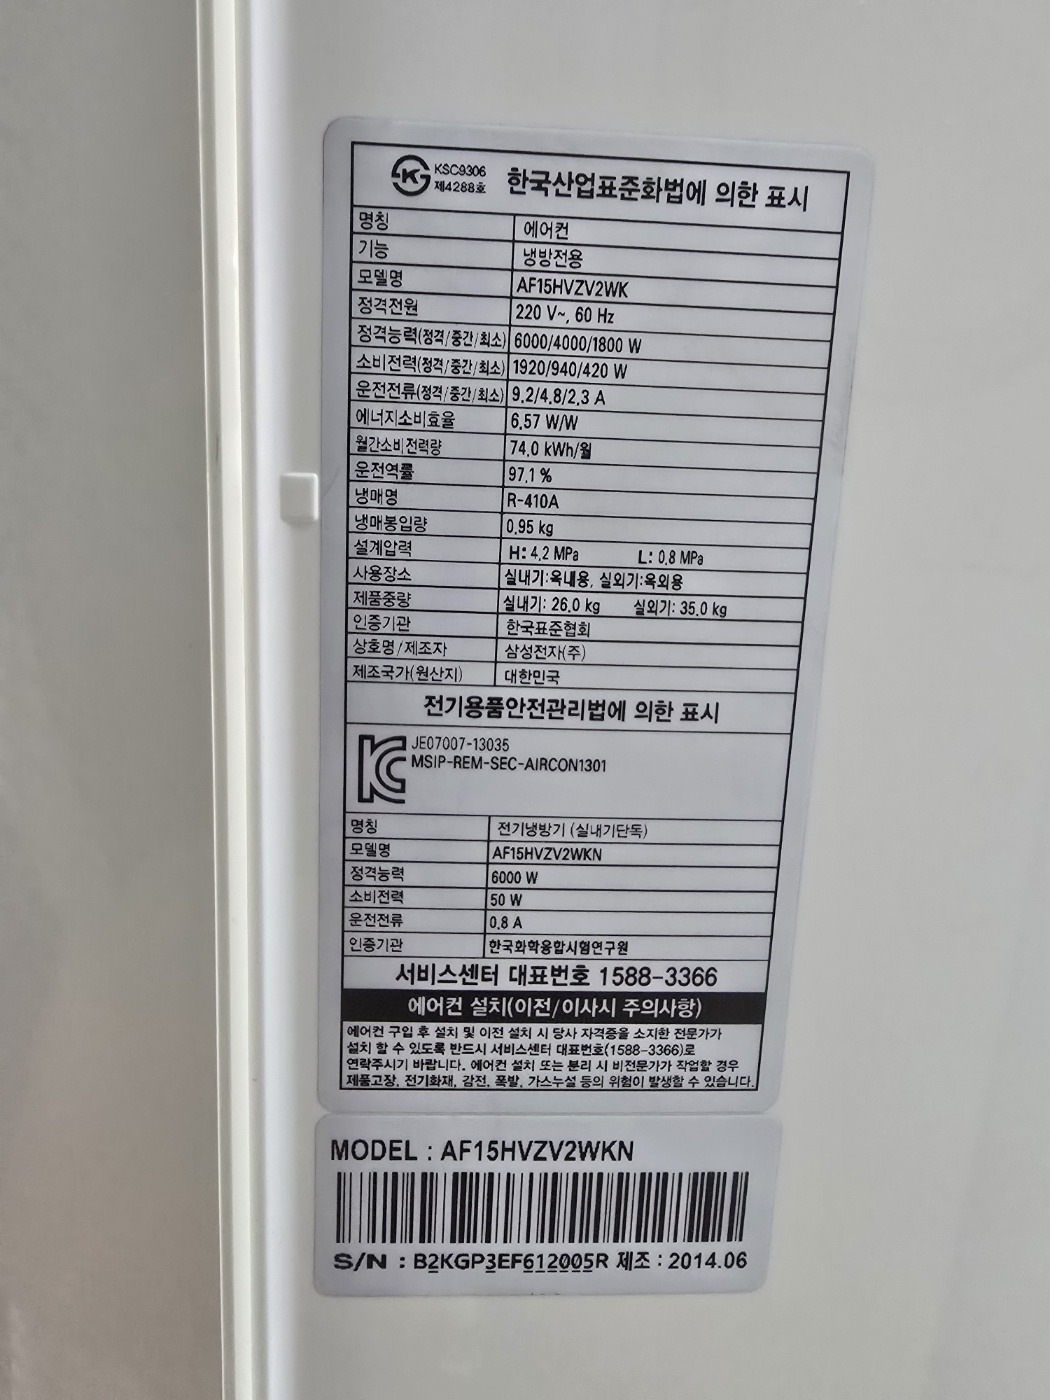 KSC9306
제4288호
한국산업표준화법에 의한 표시
명칭 에어컨
기능 냉방전용
모델명 AF15HVZV2WK
정격전원 220 V~, 60 Hz
정격능력(정격/중간/최소) 6000/4000/1800 W
소비전력(정격/중간/최소) 1920/940/420 W
운전전류(정격/중간/최소) 9.2/4.8/2.3 A
에너지소비효율 6.57 W/W
월간소비전력량 74.0 kWh/월
운전역률 97.1 %
냉매명 R-410A
냉매봉입량 0.95 kg
설계압력 H: 4.2 MPa L: 0.8 MPa
사용장소 실내기:옥내용, 실외기:옥외용
제품중량 실내기: 26.0 kg 실외기: 35.0 kg
인증기관 한국표준협회
상호명/제조자 삼성전자(주)
제조국가(원산지) 대한민국
전기용품안전관리법에 의한 표시
JE07007-13035
MSIP-REM-SEC-AIRCON1301
명칭 전기냉방기 (실내기단독)
모델명 AF15HVZV2WKN
정격능력 6000 W
소비전력 50 W
운전전류 0.8 A
인증기관 한국화학융합시험연구원
서비스센터 대표번호 1588-3366
에어컨 설치(이전/이사시 주의사항)
에어컨 구입 후 설치 및 이전 설치 시 당사 자격증을 소지한 전문가가
설치 할 수 있도록 반드시 서비스센터 대표번호(1588-3366)로
연락주시기 바랍니다. 에어컨 설치 또는 분리 시 비전문가가 작업할 경우
제품고장, 전기화재, 감전, 폭발, 가스누설 등의 위험이 발생할 수 있습니다.
MODEL : AF15HVZV2WKN
S/N : B2KGP3EF612005R 제조 : 2014.06